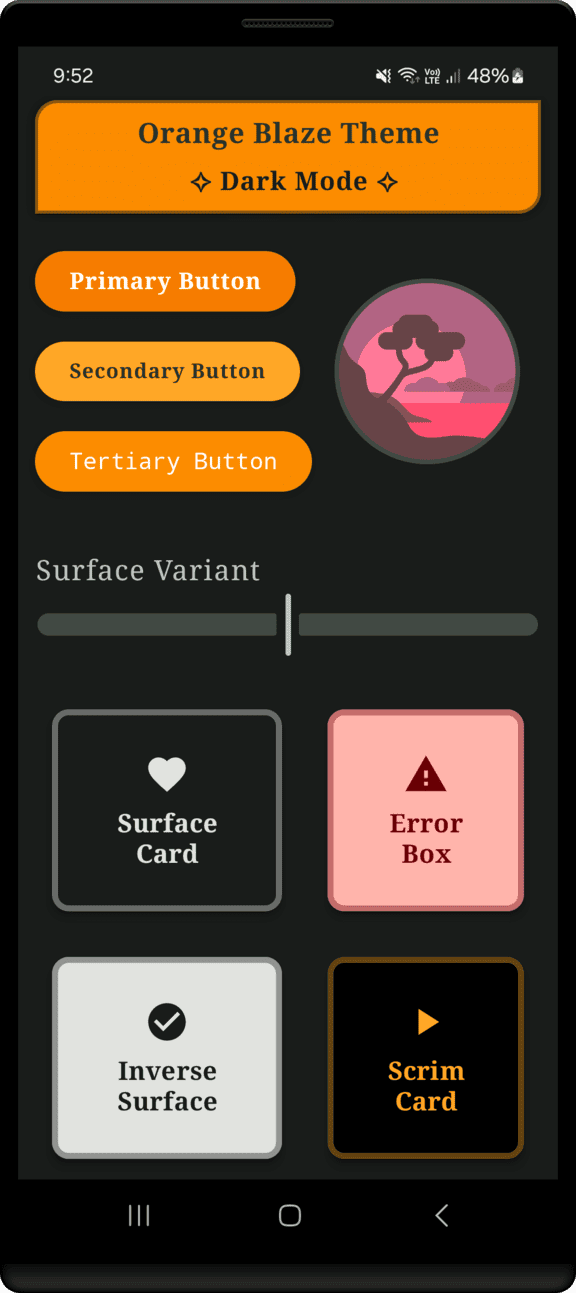 9:52
Vo)) LTE 48%
Orange Blaze Theme
✧ Dark Mode ✧
Primary Button
Secondary Button
Tertiary Button
Surface Variant
Surface
Card
Error
Box
Inverse
Surface
Scrim
Card